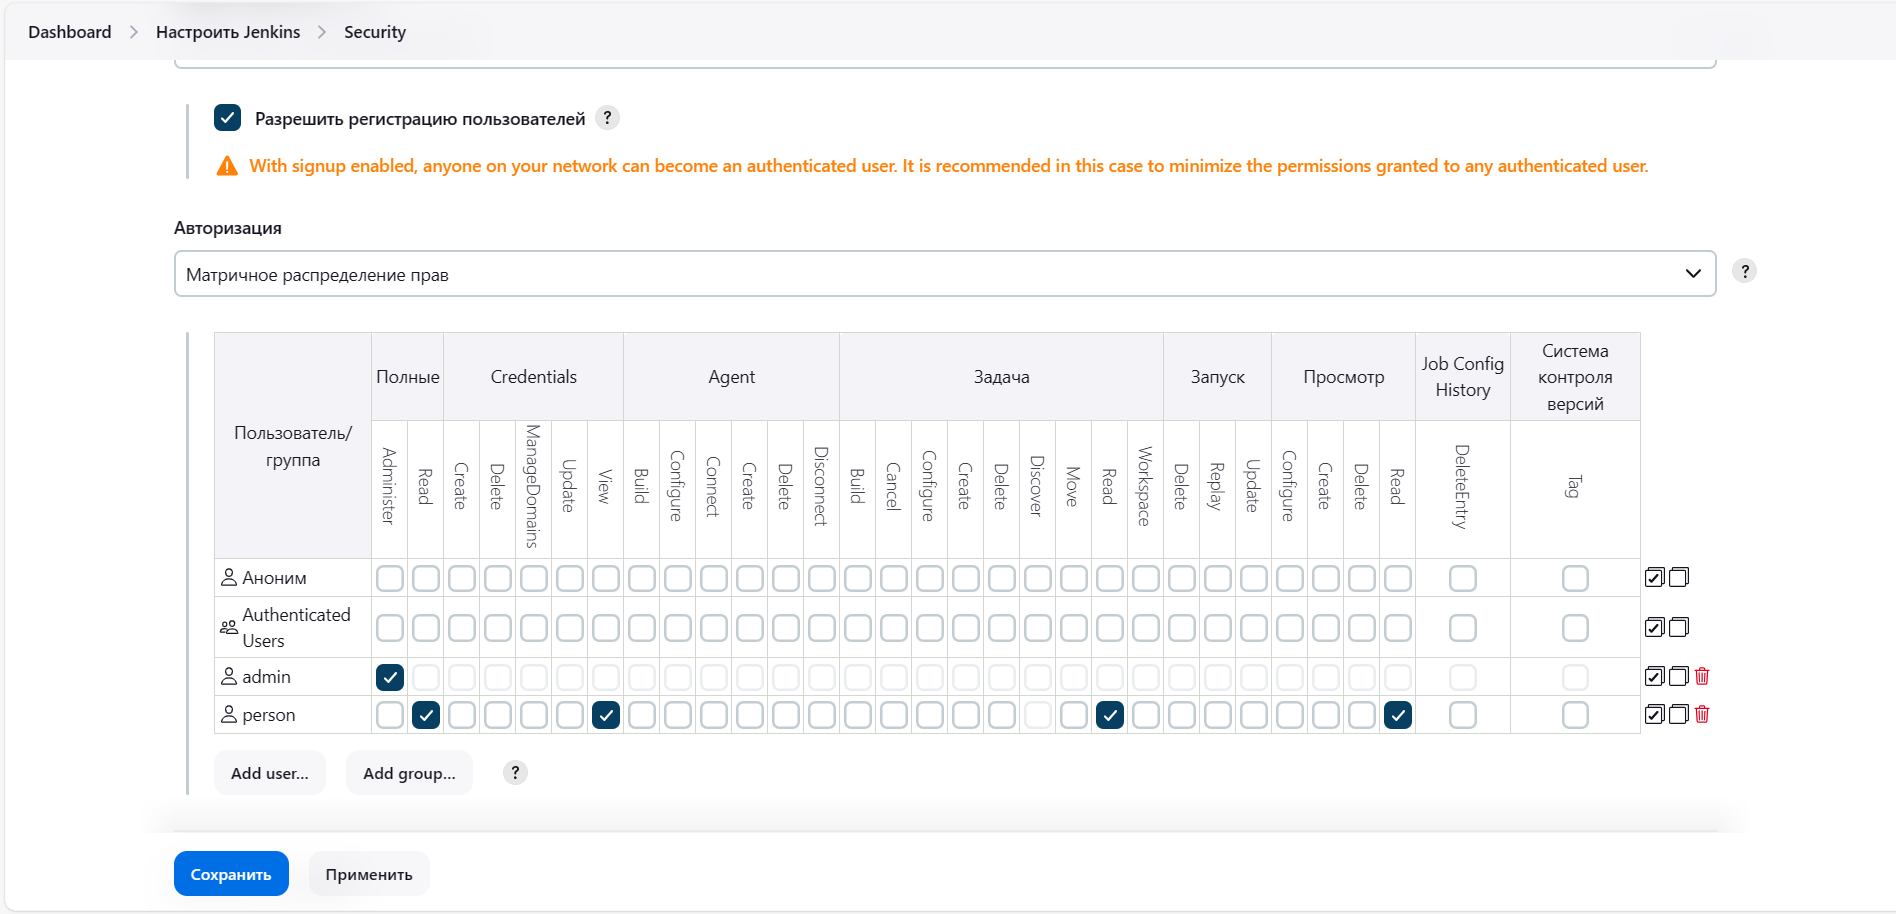 Dashboard > Настроить Jenkins > Security
Разрешить регистрацию пользователей ?
With signup enabled, anyone on your network can become an authenticated user. It is recommended in this case to minimize the permissions granted to any authenticated user.
Авторизация
Матричное распределение прав ?
Пользователь/
группа
Полные
Credentials
Agent
Задача
Запуск
Просмотр
Job Config
History
Система
контроля
версий
Administer
Read
Create
Delete
ManageDomains
Update
View
Build
Configure
Connect
Create
Delete
Disconnect
Build
Cancel
Configure
Create
Delete
Discover
Move
Read
Workspace
Delete
Replay
Update
Configure
Create
Delete
Read
DeleteEntry
Tag
Аноним
Authenticated
Users
admin
person
Add user... Add group... ?
Сохранить Применить